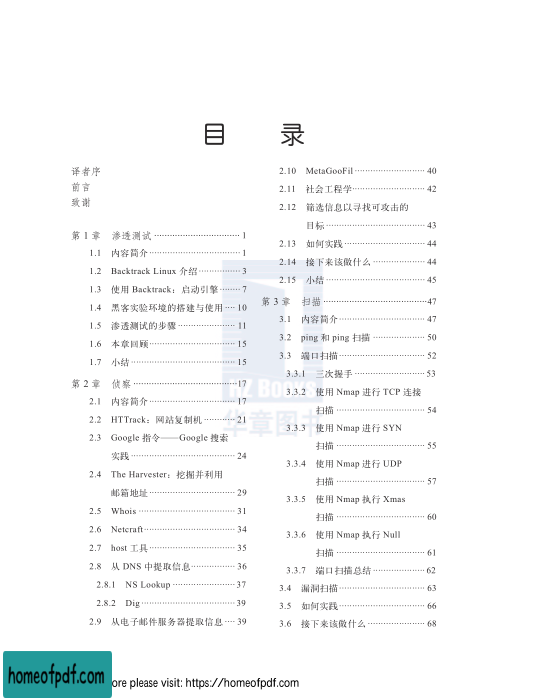 目 录
译者序
前言
致谢
第 1 章 渗透测试 ································ 1
1.1 内容简介 ·································· 1
1.2 Backtrack Linux 介绍 ················ 3
1.3 使用 Backtrack：启动引擎 ········ 7
1.4 黑客实验环境的搭建与使用 ···· 10
1.5 渗透测试的步骤 ······················ 11
1.6 本章回顾 ································ 15
1.7 小结 ······································· 15
第 2 章 侦察 ······································ 17
2.1 内容简介 ································ 17
2.2 HTTrack：网站复制机 ············ 21
2.3 Google 指令——Google 搜索
实践 ······································· 24
2.4 The Harvester：挖掘并利用
邮箱地址 ································ 29
2.5 Whois ···································· 31
2.6 Netcraft ·································· 34
2.7 host 工具 ································ 35
2.8 从 DNS 中提取信息 ················ 36
2.8.1 NS Lookup ······················· 37
2.8.2 Dig ··································· 39
2.9 从电子邮件服务器提取信息 ···· 39
2.10 MetaGooFil ·························· 40
2.11 社会工程学 ··························· 42
2.12 筛选信息以寻找可攻击的
目标 ····································· 43
2.13 如何实践 ······························ 44
2.14 接下来该做什么 ··················· 44
2.15 小结 ····································· 45
第 3 章 扫描 ······································ 47
3.1 内容简介 ································ 47
3.2 ping 和 ping 扫描 ···················· 50
3.3 端口扫描 ································ 52
3.3.1 三次握手 ·························· 53
3.3.2 使用 Nmap 进行 TCP 连接
扫描 ································· 54
3.3.3 使用 Nmap 进行 SYN
扫描 ································· 55
3.3.4 使用 Nmap 进行 UDP
扫描 ································· 57
3.3.5 使用 Nmap 执行 Xmas
扫描 ································· 60
3.3.6 使用 Nmap 执行 Null
扫描 ································· 61
3.3.7 端口扫描总结 ··················· 62
3.4 漏洞扫描 ································ 63
3.5 如何实践 ································ 66
3.6 接下来该做什么 ····················· 68
HZ Books
华章图书
homeofpdf.com
ore please visit: https://homeofpdf.com